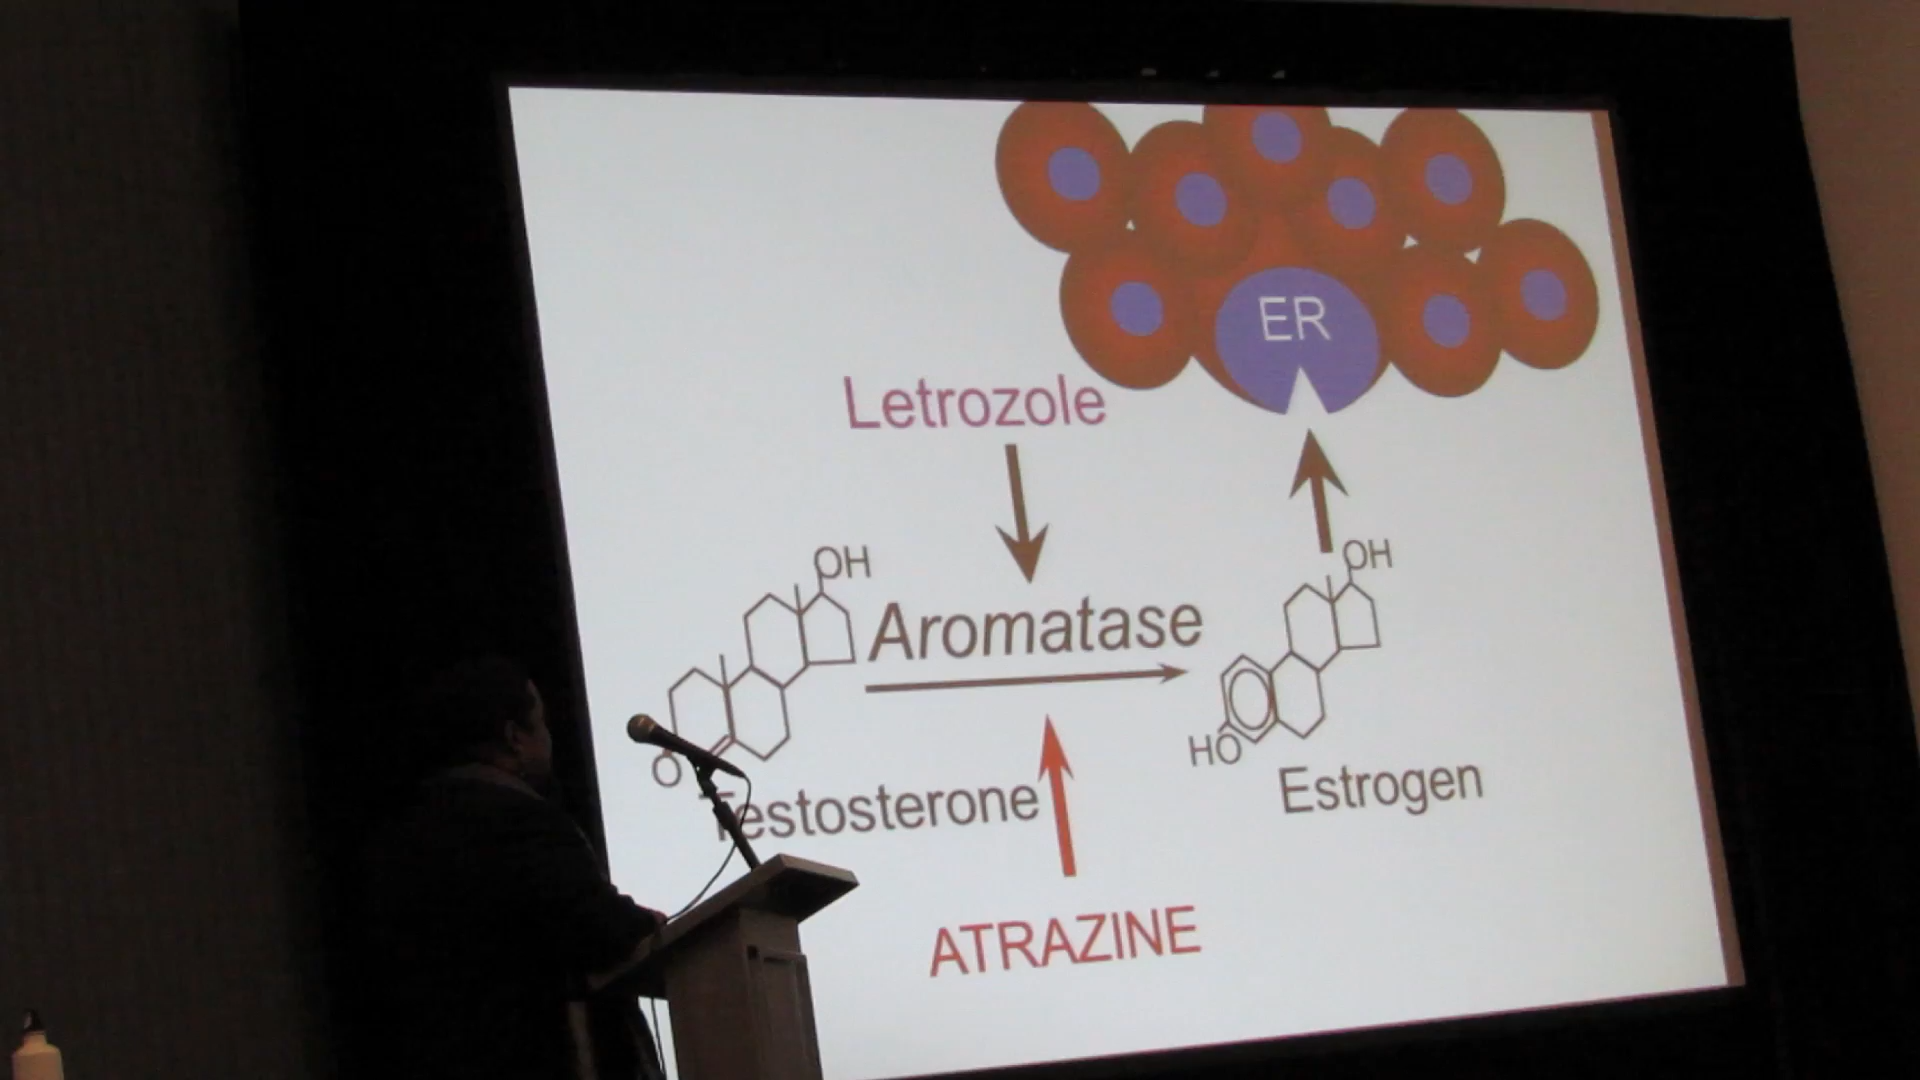 ER
Letrozole
OH
OH
Aromatase
HO
O
Testosterone
Estrogen
ATRAZINE